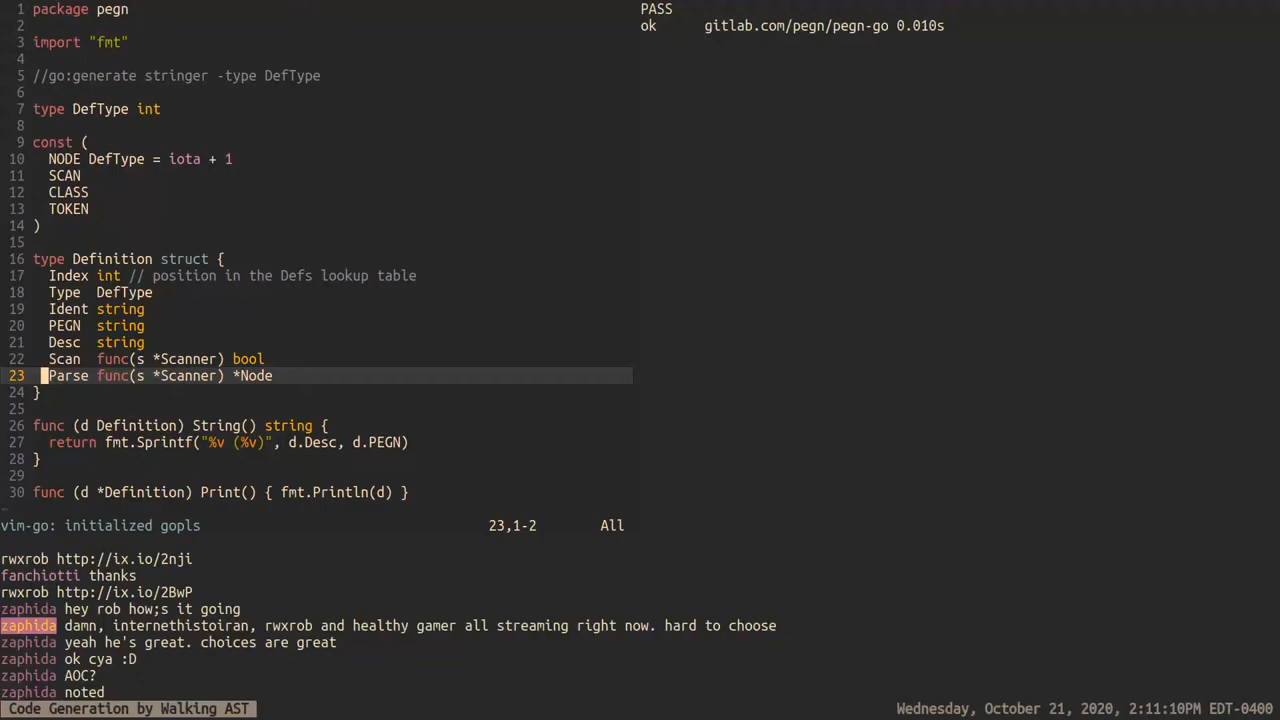 1 package pegn
2
3 import "fmt"
4
5 //go:generate stringer -type DefType
6
7 type DefType int
8
9 const (
10   NODE DefType = iota + 1
11   SCAN
12   CLASS
13   TOKEN
14 )
15
16 type Definition struct {
17   Index int // position in the Defs lookup table
18   Type  DefType
19   Ident string
20   PEGN  string
21   Desc  string
22   Scan  func(s *Scanner) bool
23   Parse func(s *Scanner) *Node
24 }
25
26 func (d Definition) String() string {
27   return fmt.Sprintf("%v (%v)", d.Desc, d.PEGN)
28 }
29
30 func (d *Definition) Print() { fmt.Println(d) }
~
vim-go: initialized gopls 23,1-2 All
PASS
ok gitlab.com/pegn/pegn-go 0.010s
rwxrob http://ix.io/2nji
fanchiotti thanks
rwxrob http://ix.io/2BwP
zaphida hey rob how;s it going
zaphida damn, internethistoiran, rwxrob and healthy gamer all streaming right now. hard to choose
zaphida yeah he's great. choices are great
zaphida ok cya :D
zaphida AOC?
zaphida noted
Code Generation by Walking AST
Wednesday, October 21, 2020, 2:11:10PM EDT-0400